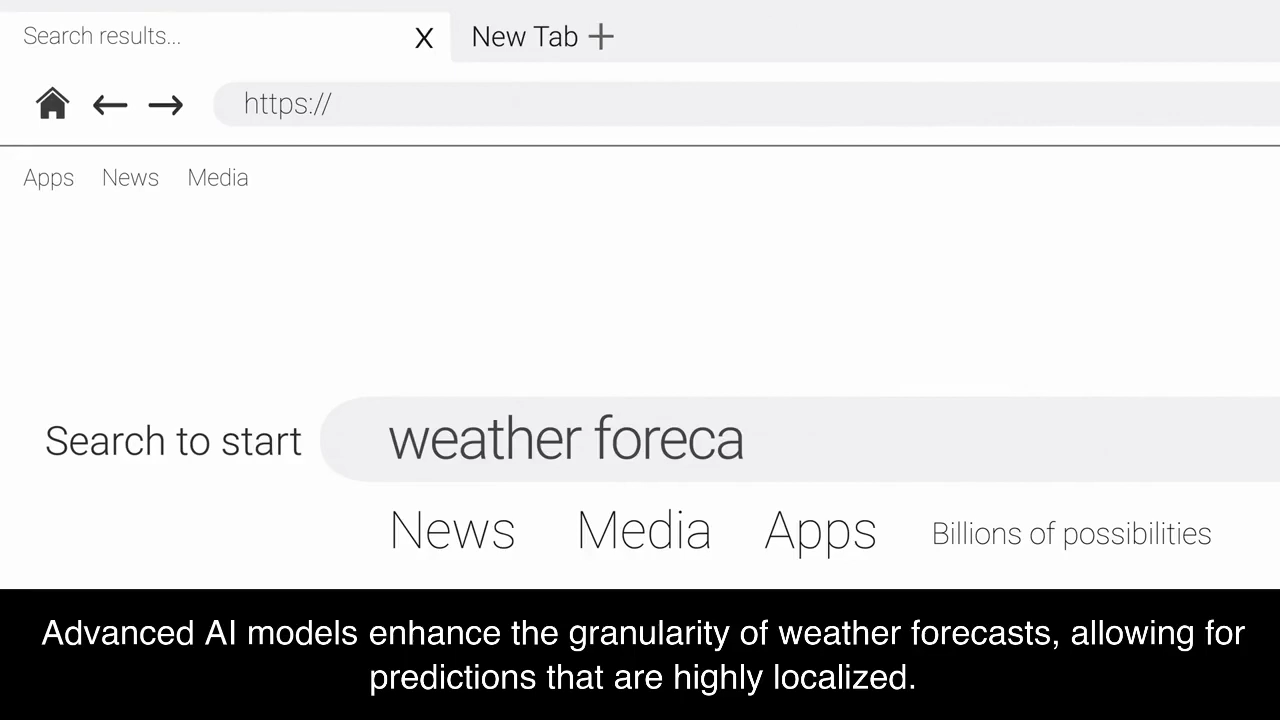 Search results... X New Tab +
https://
Apps News Media
Search to start weather foreca
News Media Apps Billions of possibilities
Advanced AI models enhance the granularity of weather forecasts, allowing for
predictions that are highly localized.